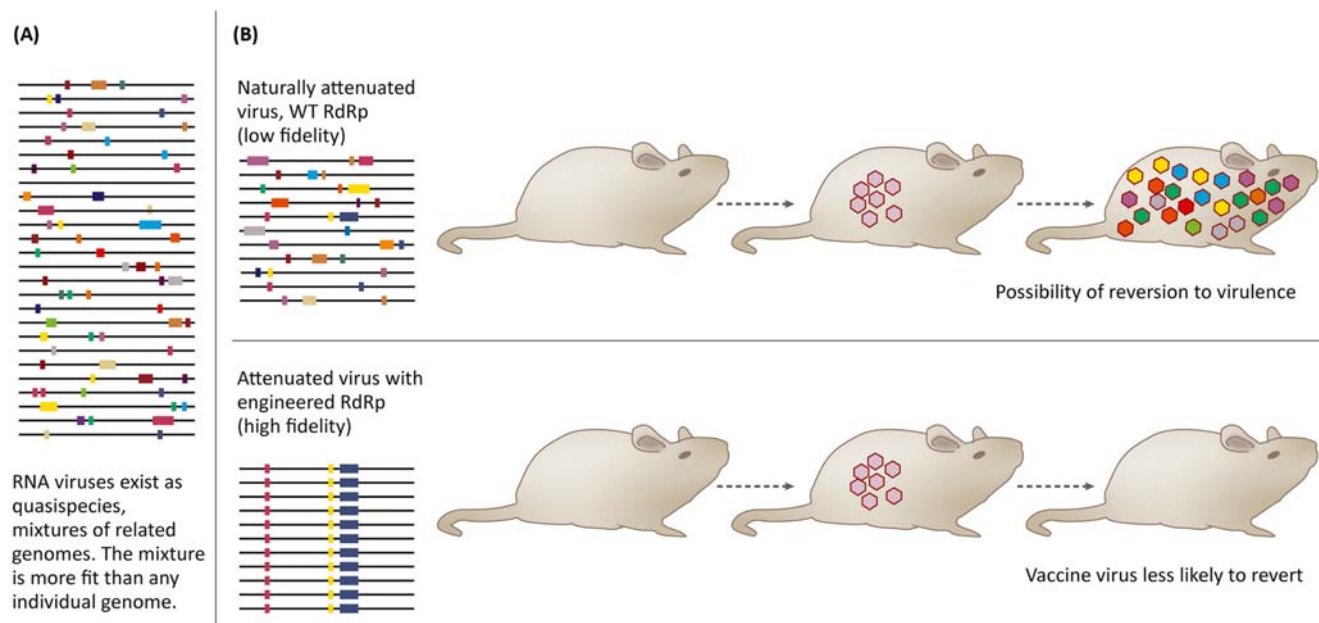 (A)
RNA viruses exist as
quasispecies,
mixtures of related
genomes. The mixture
is more fit than any
individual genome.
(B)
Naturally attenuated
virus, WT RdRp
(low fidelity)
Possibility of reversion to virulence
Attenuated virus with
engineered RdRp
(high fidelity)
Vaccine virus less likely to revert